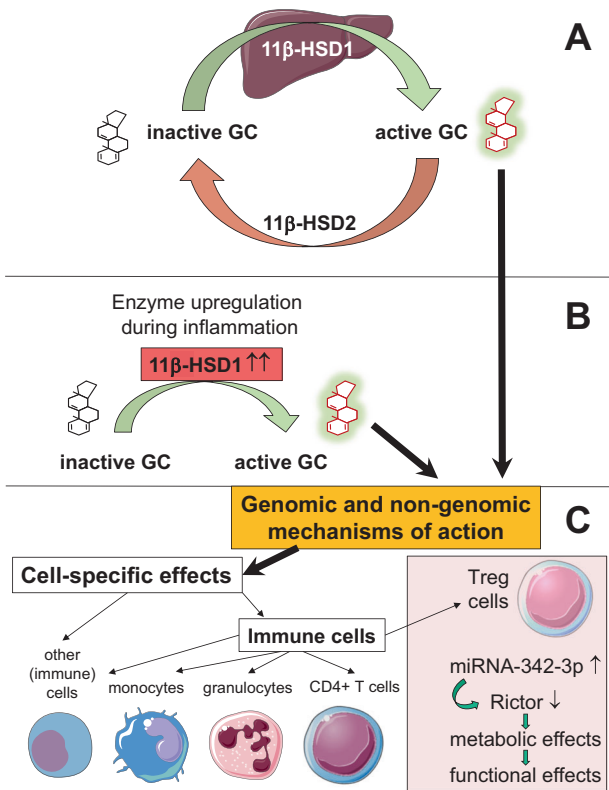 11β-HSD1
A
inactive GC
active GC
11β-HSD2
Enzyme upregulation
during inflammation
B
11β-HSD1 ↑↑
inactive GC
active GC
Genomic and non-genomic
mechanisms of action
C
Cell-specific effects
Immune cells
other
(immune)
cells
monocytes
granulocytes
CD4+ T cells
Treg
cells
miRNA-342-3p ↑
Rictor ↓
metabolic effects
functional effects